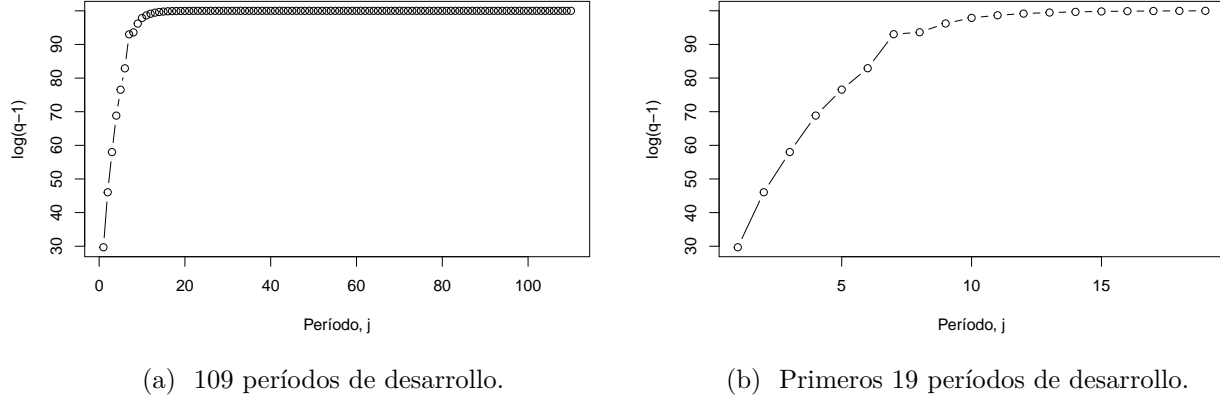 log(q−1)
30 40 50 60 70 80 90
0 20 40 60 80 100
Período, j
(a) 109 períodos de desarrollo.
log(q−1)
30 40 50 60 70 80 90
5 10 15
Período, j
(b) Primeros 19 períodos de desarrollo.